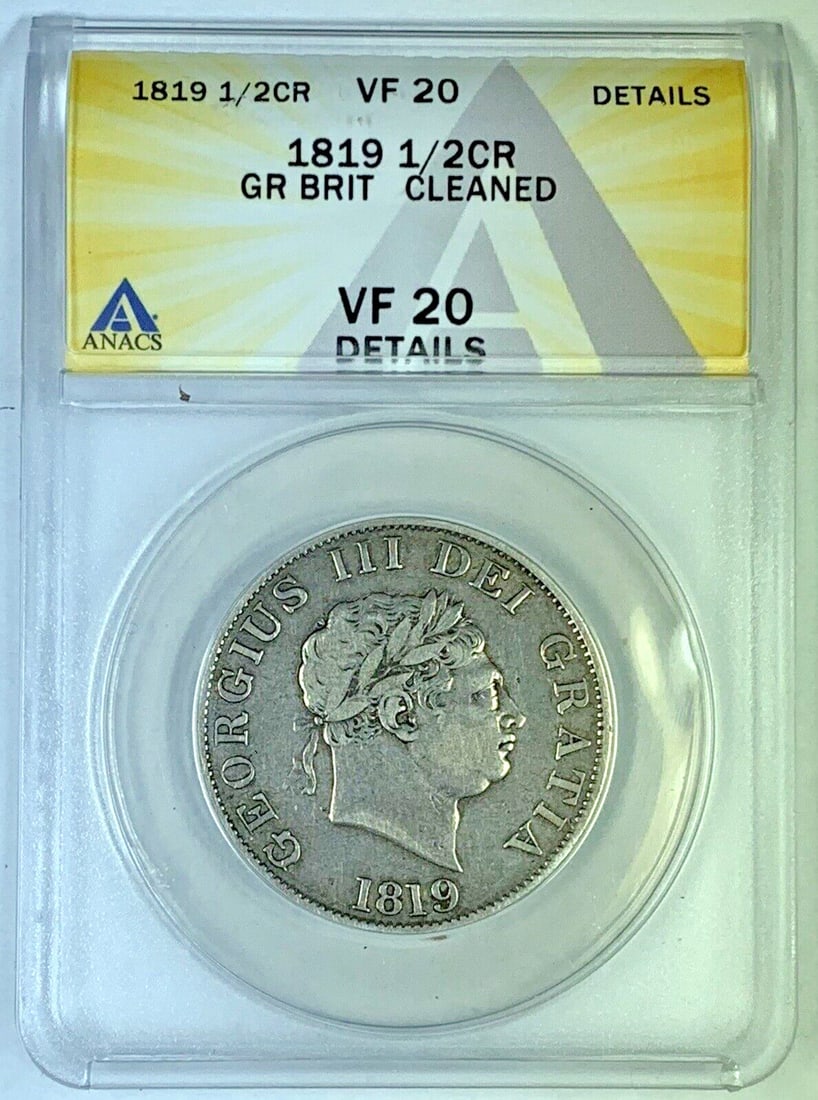 1819 1/2CR VF 20 DETAILS
1819 1/2CR
GR BRIT CLEANED
VF 20
DETAILS
ANACS
GEORGIUS III DEI GRATIA
1819